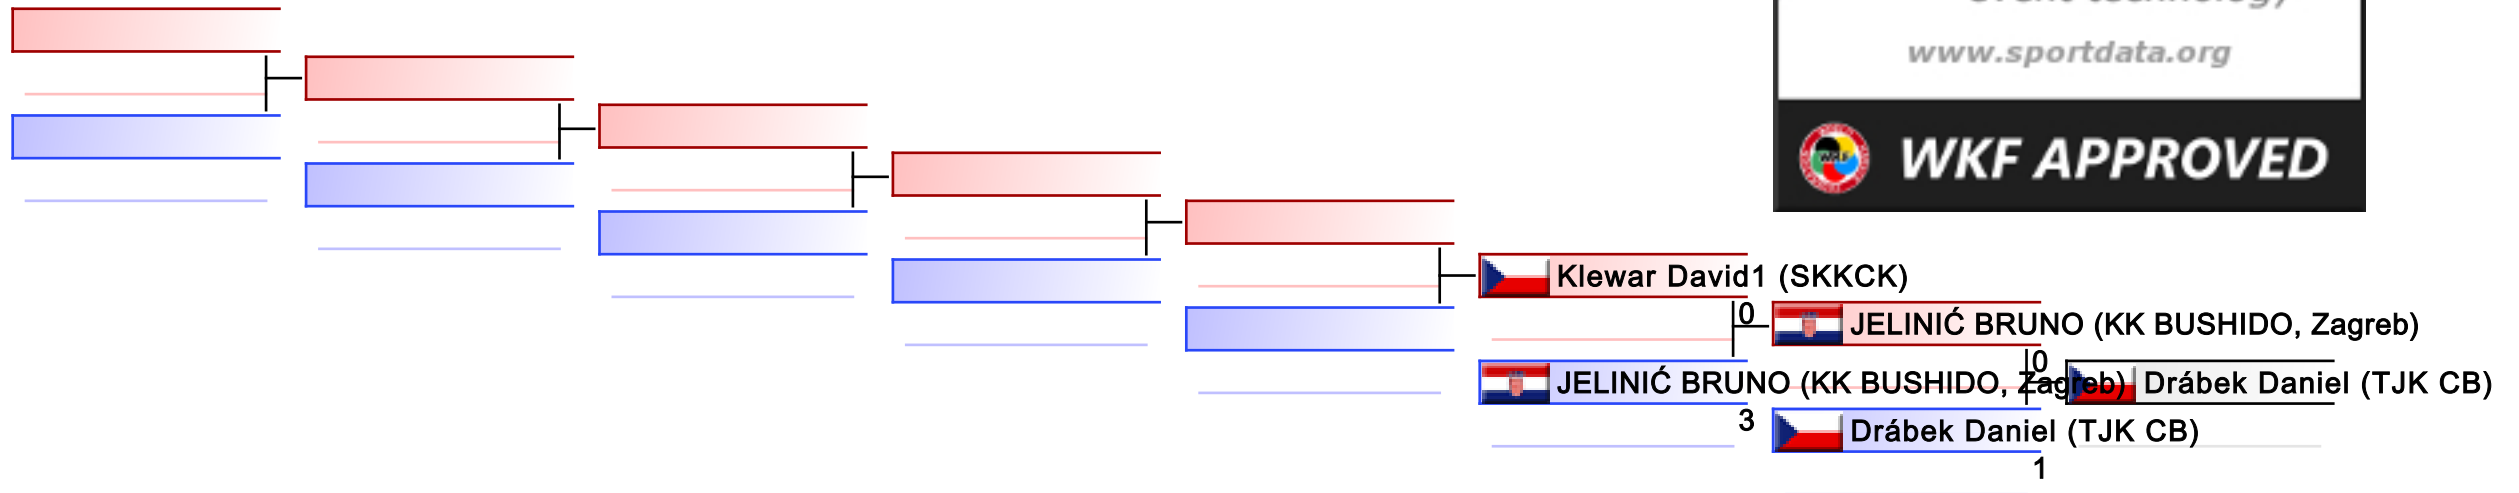 www.sportdata.org
WKF APPROVED
Klewar David1 (SKKCK)
0
JELINIĆ BRUNO (KK BUSHIDO, Zagreb)
0
JELINIĆ BRUNO (KK BUSHIDO, Zagreb)
Drábek Daniel (TJK CB)
3
Drábek Daniel (TJK CB)
1